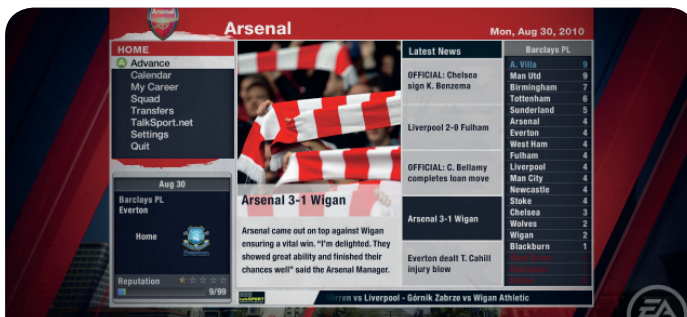 Arsenal
Arsenal
Mon, Aug 30, 2010
HOME
Advance
Calendar
My Career
Squad
Transfers
TalkSport.net
Settings
Quit
Aug 30
Barclays PL
Everton
Home
Reputation
9/99
Arsenal 3-1 Wigan
Arsenal came out on top against Wigan
ensuring a vital win. “I'm delighted. They
showed great ability and finished their
chances well” said the Arsenal Manager.
Latest News
OFFICIAL: Chelsea
sign K. Benzema
Liverpool 2-0 Fulham
OFFICIAL: C. Bellamy
completes loan move
Arsenal 3-1 Wigan
Everton dealt T. Cahill
injury blow
Barclays PL
A. Villa 9
Man Utd 9
Birmingham 7
Tottenham 6
Sunderland 5
Arsenal 4
Everton 4
West Ham 4
Fulham 4
Liverpool 4
Man City 4
Newcastle 4
Stoke 4
Chelsea 3
Wolves 2
Wigan 2
Blackburn 1
vs Liverpool - Górnik Zabrze vs Wigan Athletic
EA